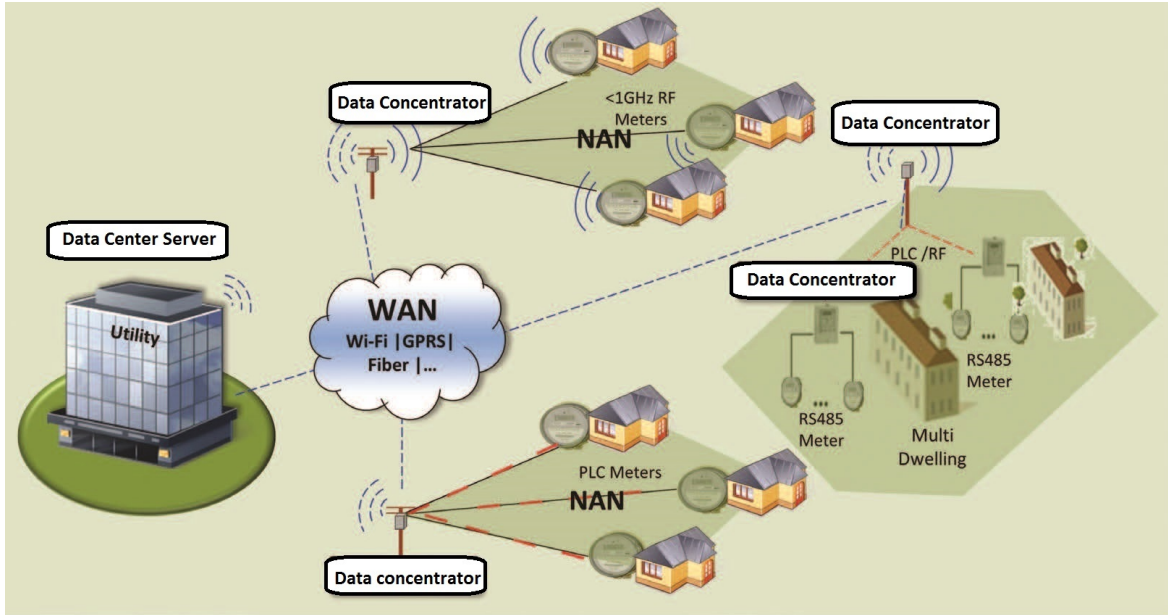 Data Concentrator
<1GHz RF
Meters
NAN
Data Concentrator
Data Center Server
Utility
PLC /RF
Data Concentrator
WAN
Wi-Fi |GPRS|
Fiber |...
RS485
Meter
...
RS485
Meter
...
Multi
Dwelling
PLC Meters
NAN
Data concentrator